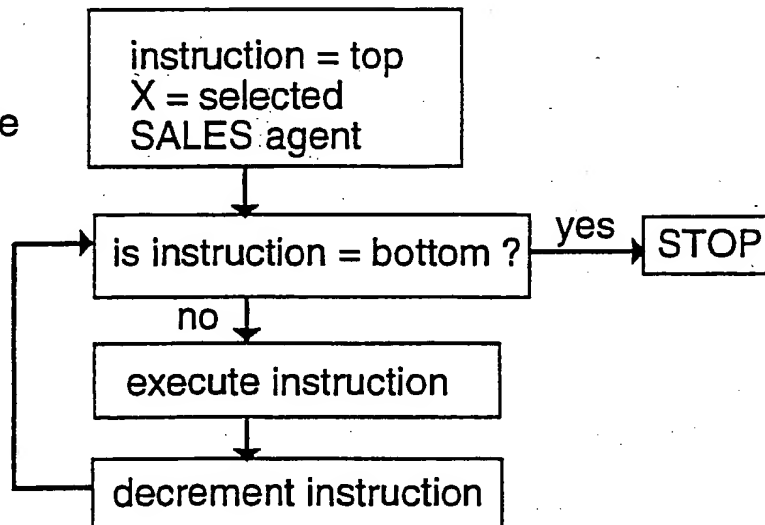 instruction = top
X = selected
SALES agent
e
is instruction = bottom ?
yes
STOP
no
execute instruction
decrement instruction